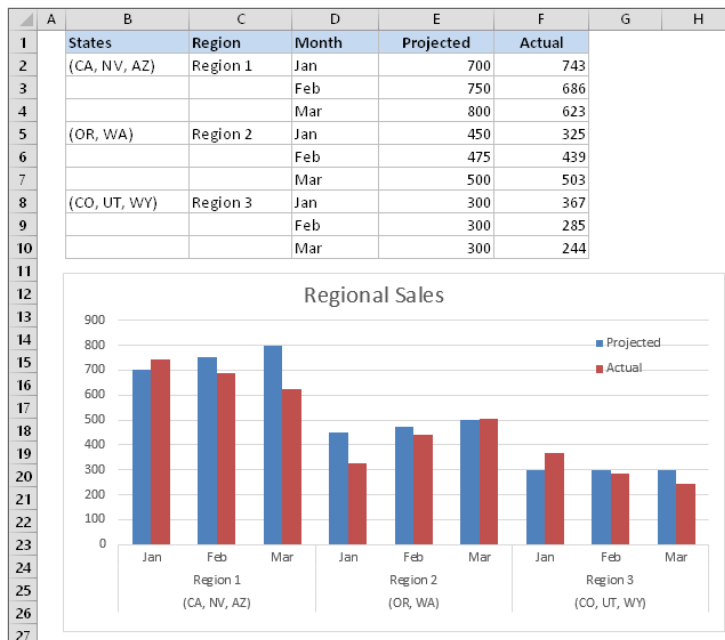 A B C D E F G H
1 States Region Month Projected Actual
2 (CA, NV, AZ) Region 1 Jan 700 743
3 Feb 750 686
4 Mar 800 623
5 (OR, WA) Region 2 Jan 450 325
6 Feb 475 439
7 Mar 500 503
8 (CO, UT, WY) Region 3 Jan 300 367
9 Feb 300 285
10 Mar 300 244
11
12
13
14
15
16
17
18
19
20
21
22
23
24
25
26
27
Regional Sales
900
800
700
600
500
400
300
200
100
0
Projected
Actual
Jan Feb Mar Jan Feb Mar Jan Feb Mar
Region 1 Region 2 Region 3
(CA, NV, AZ) (OR, WA) (CO, UT, WY)